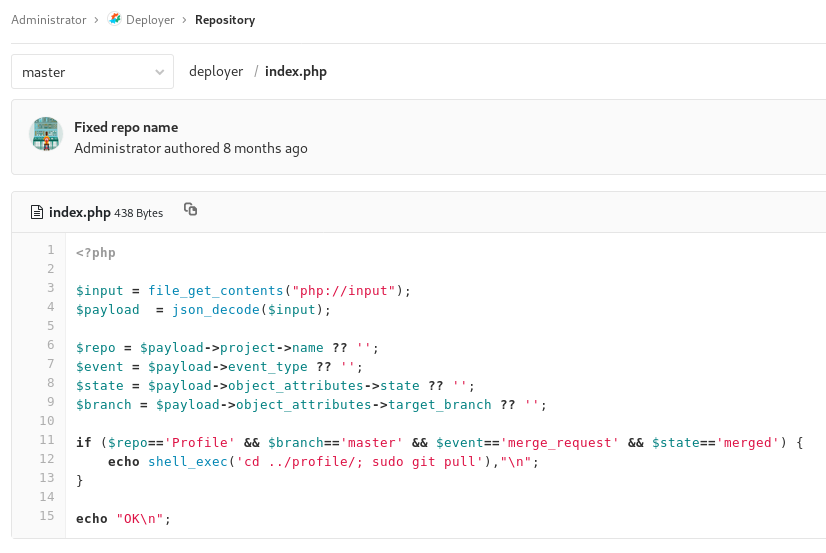 Administrator › Deployer › Repository
master
deployer / index.php
Fixed repo name
Administrator authored 8 months ago
index.php 438 Bytes
1 <?php
2
3 $input = file_get_contents("php://input");
4 $payload  = json_decode($input);
5
6 $repo = $payload->project->name ?? '';
7 $event = $payload->event_type ?? '';
8 $state = $payload->object_attributes->state ?? '';
9 $branch = $payload->object_attributes->target_branch ?? '';
10
11 if ($repo=='Profile' && $branch=='master' && $event=='merge_request' && $state=='merged') {
12     echo shell_exec('cd ../profile/; sudo git pull'),"\n";
13 }
14
15 echo "OK\n";